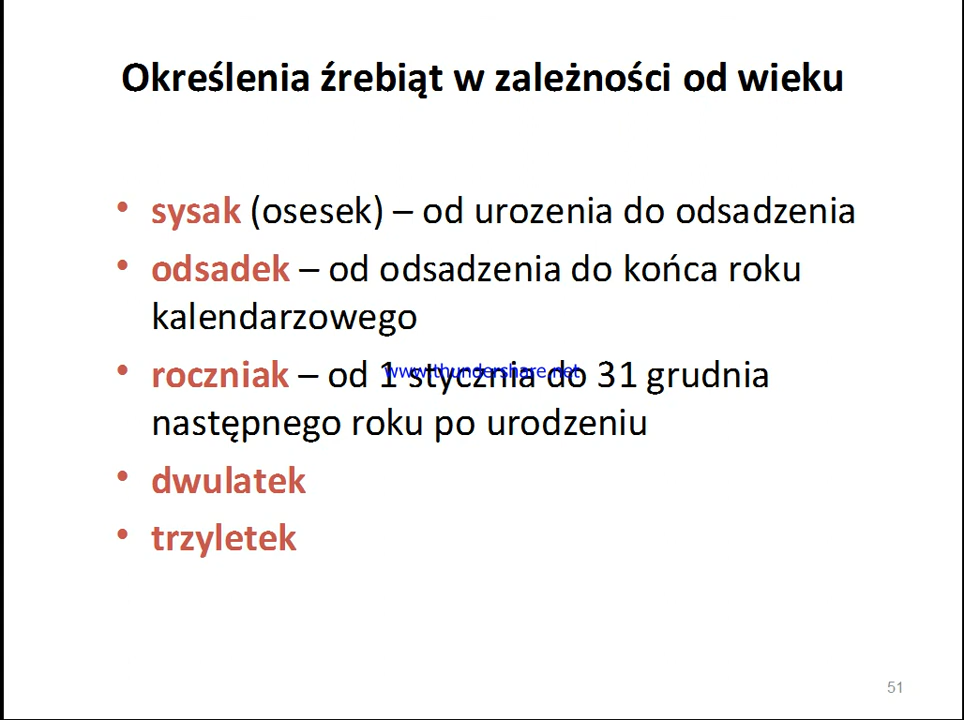 Określenia źrebiąt w zależności od wieku
• sysak (osesek) – od urozenia do odsadzenia
• odsadek – od odsadzenia do końca roku
kalendarzowego
• roczniak – od 1 stycznia do 31 grudnia
www.thundershare.net
następnego roku po urodzeniu
• dwulatek
• trzyletek
51